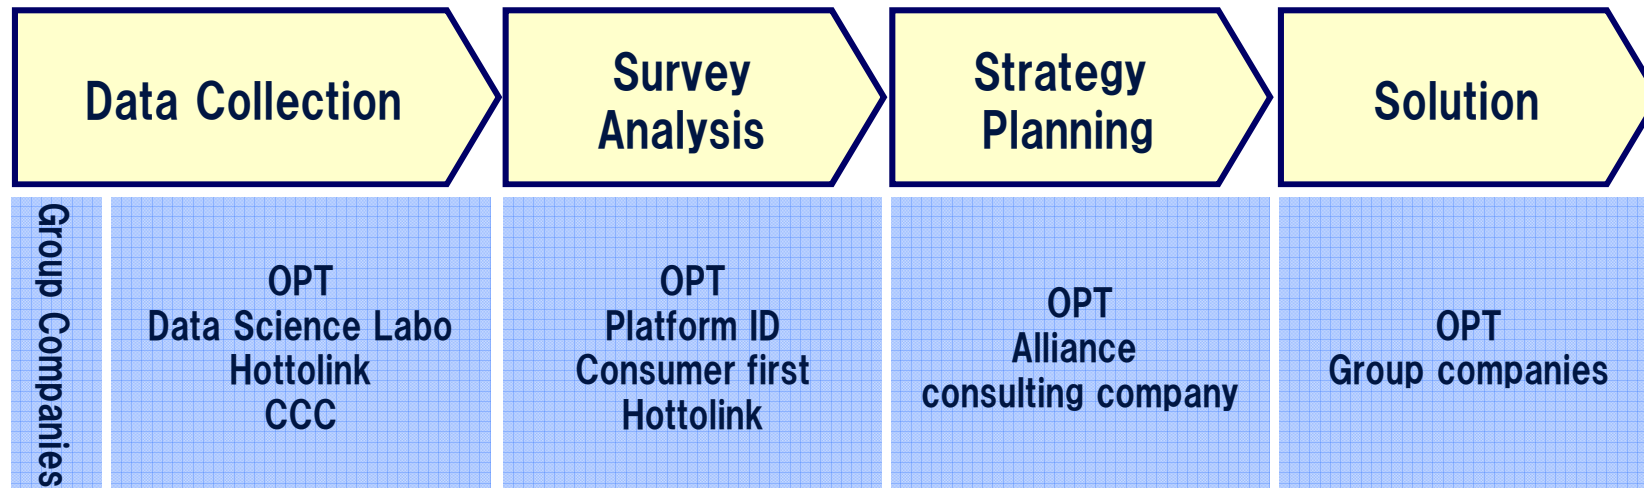 Data Collection
Survey
Analysis
Strategy
Planning
Solution
Group Companies
OPT
Data Science Labo
Hottolink
CCC
OPT
Platform ID
Consumer first
Hottolink
OPT
Alliance
consulting company
OPT
Group companies